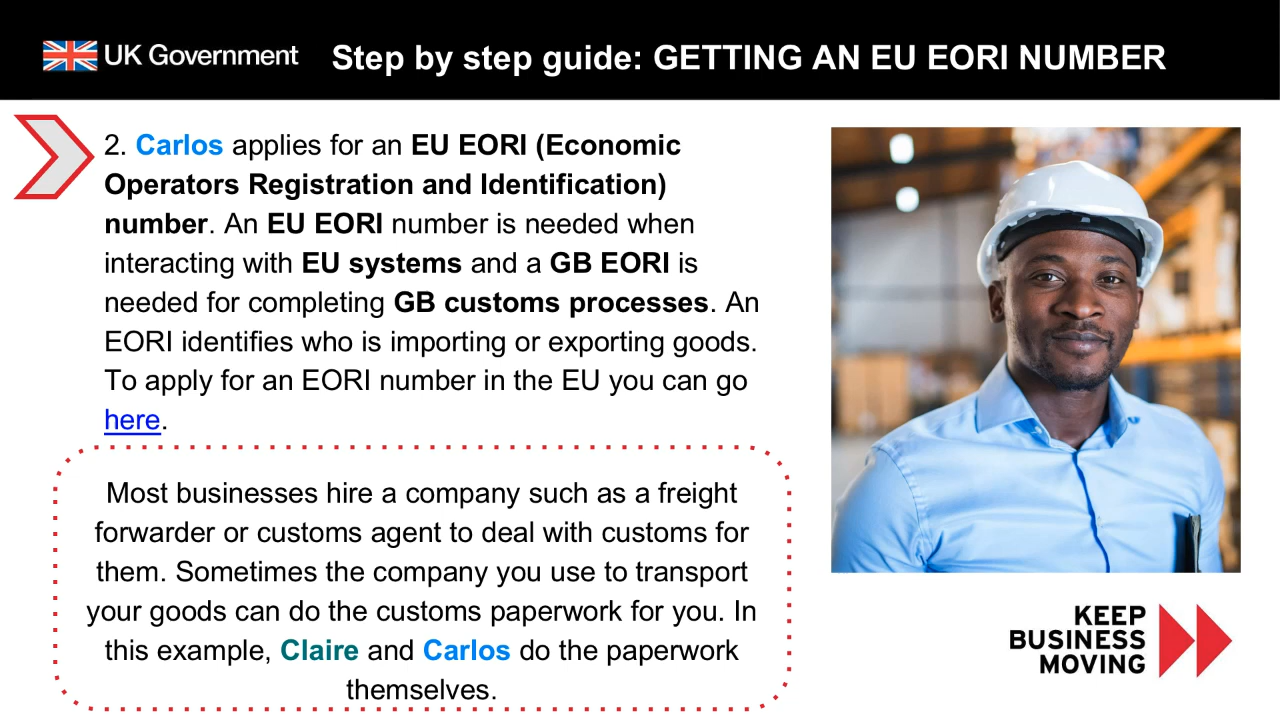 UK Government
Step by step guide: GETTING AN EU EORI NUMBER
2. Carlos applies for an EU EORI (Economic
Operators Registration and Identification)
number. An EU EORI number is needed when
interacting with EU systems and a GB EORI is
needed for completing GB customs processes. An
EORI identifies who is importing or exporting goods.
To apply for an EORI number in the EU you can go
here.
Most businesses hire a company such as a freight
forwarder or customs agent to deal with customs for
them. Sometimes the company you use to transport
your goods can do the customs paperwork for you. In
this example, Claire and Carlos do the paperwork
themselves.
KEEP
BUSINESS
MOVING